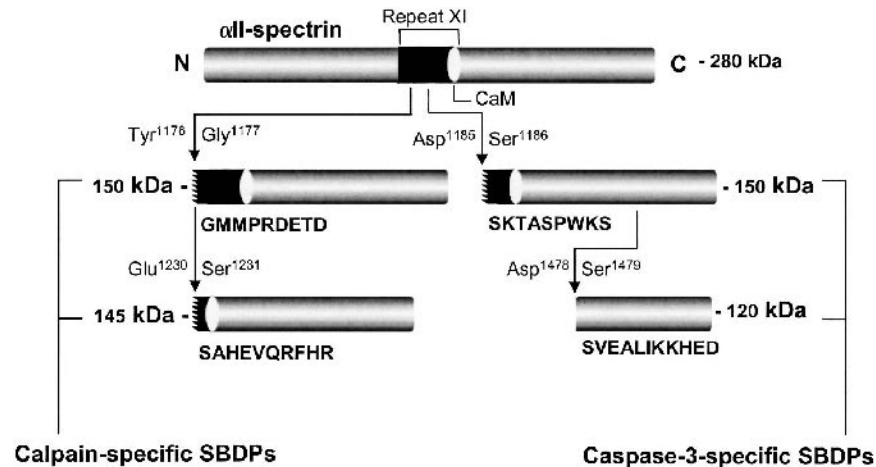 Repeat XI
αII-spectrin
N
C - 280 kDa
CaM
Tyr1176 Gly1177
Asp1185 Ser1186
150 kDa -
- 150 kDa
GMMPRDETD
SKTASPWKS
Glu1230 Ser1231
Asp1478 Ser1479
145 kDa -
- 120 kDa
SAHEVQRFHR
SVEALIKKHED
Calpain-specific SBDPs
Caspase-3-specific SBDPs